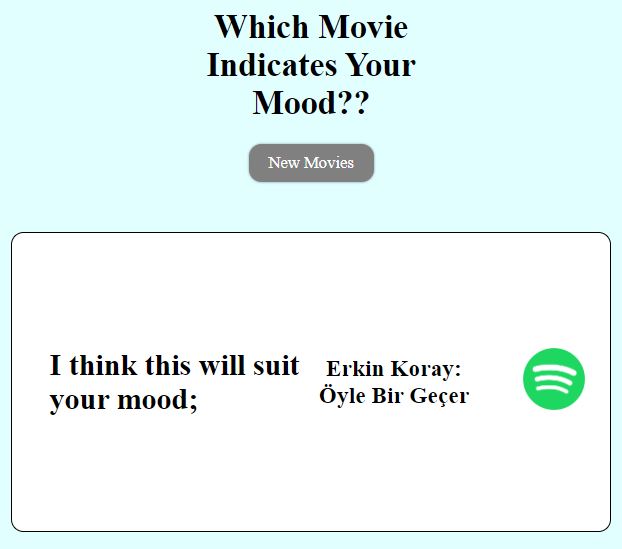 Which Movie
Indicates Your
Mood??
New Movies
I think this will suit
your mood;
Erkin Koray:
Öyle Bir Geçer